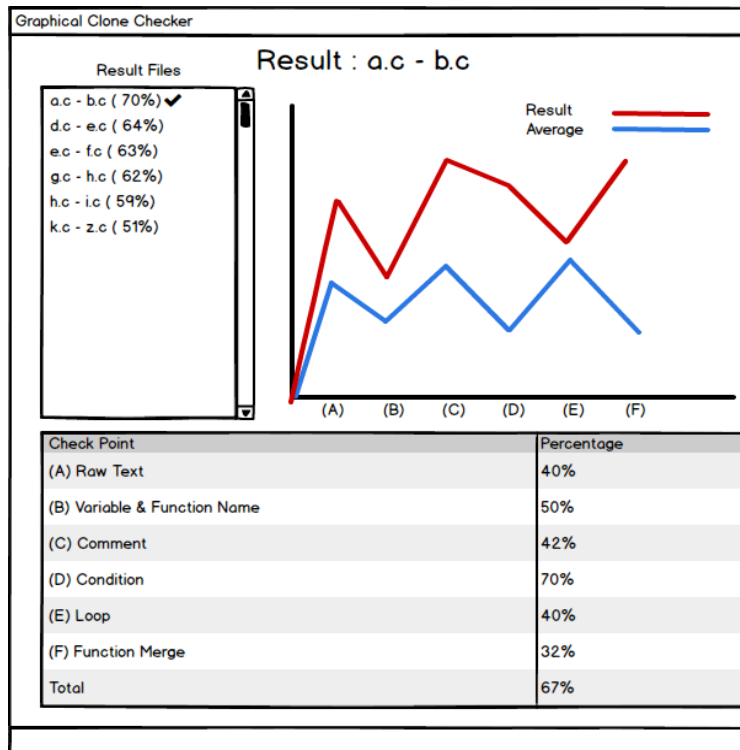 Graphical Clone Checker
Result : a.c - b.c
Result Files
a.c - b.c ( 70%)
d.c - e.c ( 64%)
e.c - f.c ( 63%)
g.c - h.c ( 62%)
h.c - i.c ( 59%)
k.c - z.c ( 51%)
Result
Average
(A) (B) (C) (D) (E) (F)
Check Point Percentage
(A) Raw Text 40%
(B) Variable & Function Name 50%
(C) Comment 42%
(D) Condition 70%
(E) Loop 40%
(F) Function Merge 32%
Total 67%